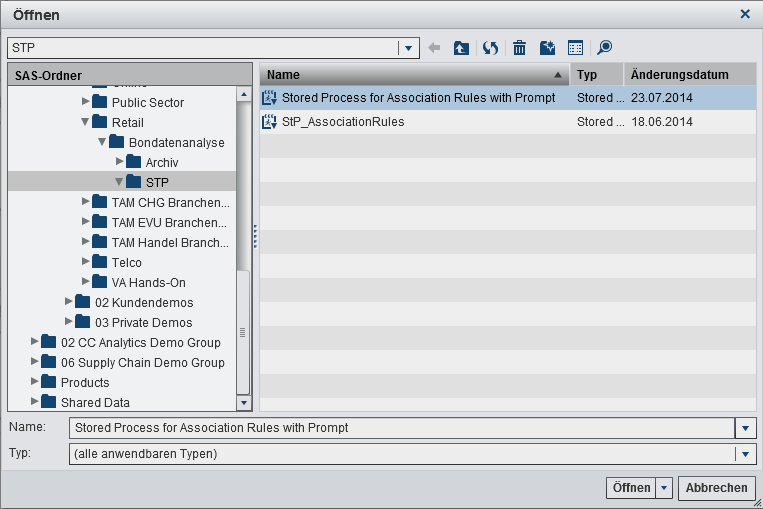 Öffnen
STP
SAS-Ordner
Public Sector
Retail
Bondatenanalyse
Archiv
STP
TAM CHG Branchen...
TAM EVU Branchen...
TAM Handel Branch...
Telco
VA Hands-On
02 Kundendemos
03 Private Demos
02 CC Analytics Demo Group
06 Supply Chain Demo Group
Products
Shared Data
Name Typ Änderungsdatum
Stored Process for Association Rules with Prompt Stored ... 23.07.2014
StP_AssociationRules Stored ... 18.06.2014
Name: Stored Process for Association Rules with Prompt
Typ: (alle anwendbaren Typen)
Öffnen Abbrechen